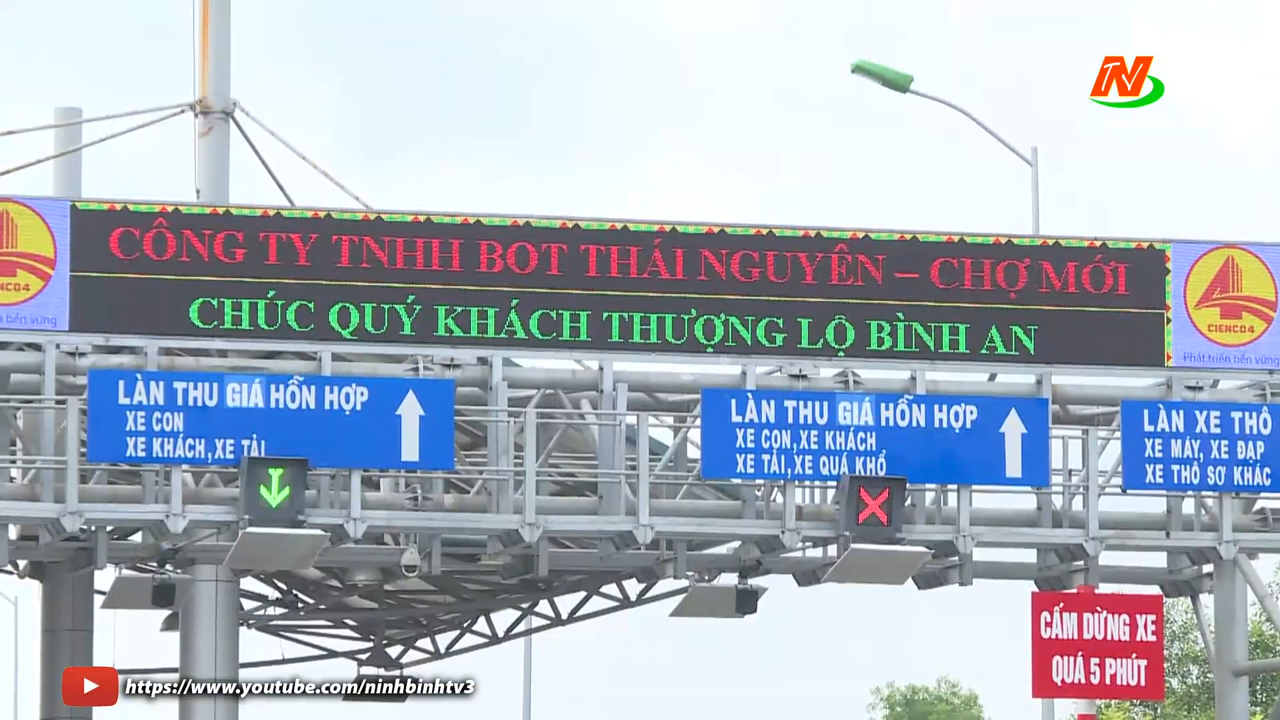 NTV
CÔNG TY TNHH BOT THÁI NGUYÊN – CHỢ MỚI
CHÚC QUÝ KHÁCH THƯỢNG LỘ BÌNH AN
CIENCO4
bền vững
CIENCO4
Phát triển bền vững
LÀN THU GIÁ HỖN HỢP
XE CON
XE KHÁCH, XE TẢI
LÀN THU GIÁ HỖN HỢP
XE CON, XE KHÁCH
XE TẢI, XE QUÁ KHỔ
LÀN XE THÔ
XE MÁY, XE ĐẠP
XE THÔ SƠ KHÁC
CẤM DỪNG XE
QUÁ 5 PHÚT
https://www.youtube.com/ninhbinhtv3